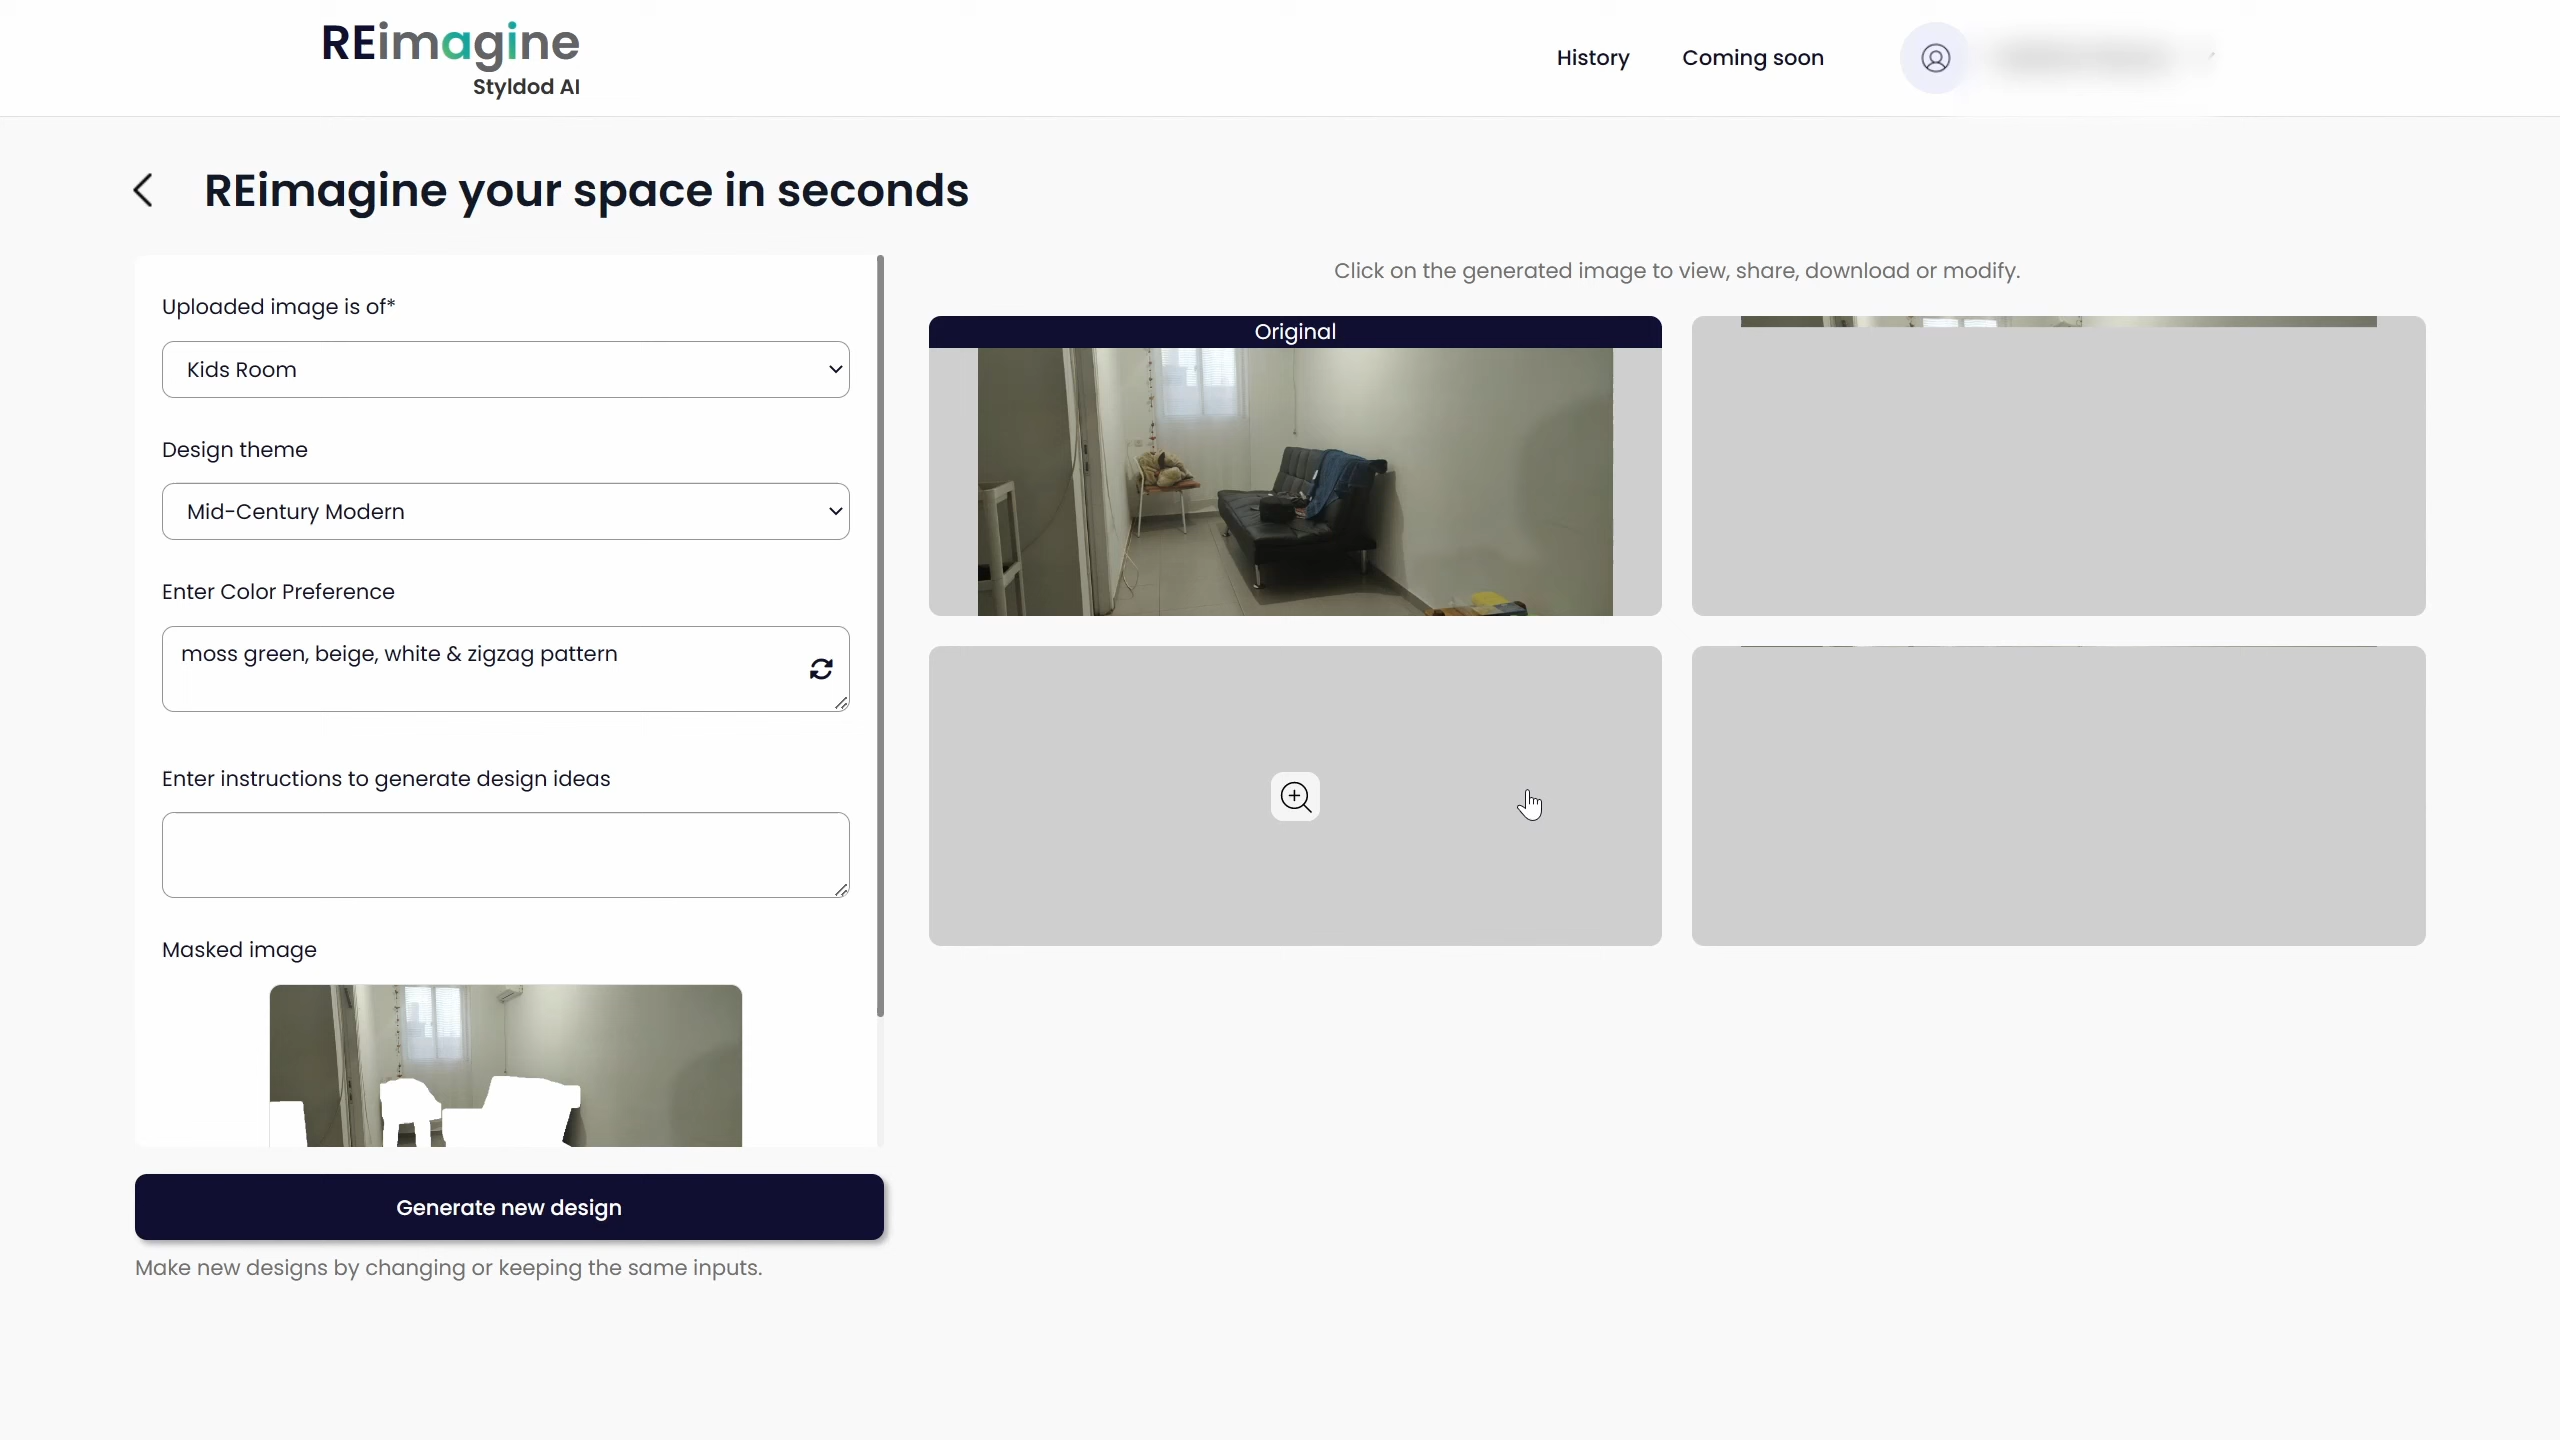 REimagine
Styldod AI
History
Coming soon
REimagine your space in seconds
Uploaded image is of*
Kids Room
Design theme
Mid-Century Modern
Enter Color Preference
moss green, beige, white & zigzag pattern
Enter instructions to generate design ideas
Masked image
Generate new design
Make new designs by changing or keeping the same inputs.
Click on the generated image to view, share, download or modify.
Original